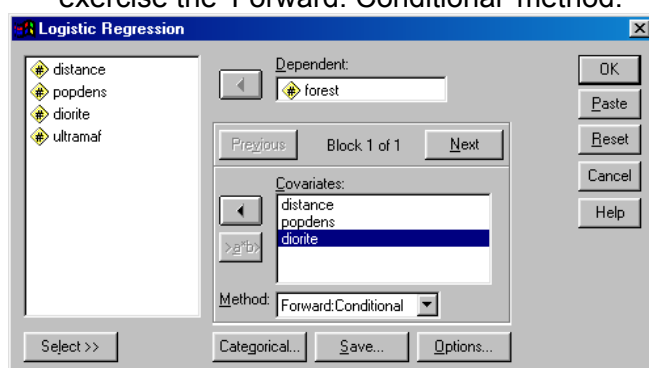 exercise the 'Forward: Conditional' method.
Logistic Regression
distance
popdens
diorite
ultramaf
Dependent:
forest
Previous
Block 1 of 1
Next
Covariates:
distance
popdens
diorite
>a*b>
Method:
Forward:Conditional
Select >>
Categorical...
Save...
Options...
OK
Paste
Reset
Cancel
Help